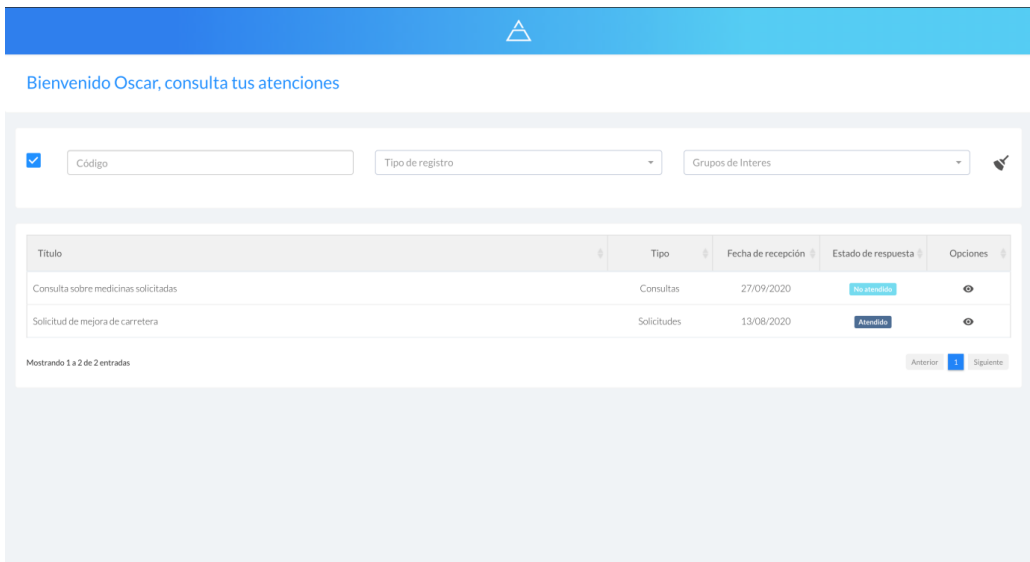 Bienvenido Oscar, consulta tus atenciones
Código Tipo de registro Grupos de Interes
Título Tipo Fecha de recepción Estado de respuesta Opciones
Consulta sobre medicinas solicitadas Consultas 27/09/2020 No atendido
Solicitud de mejora de carretera Solicitudes 13/08/2020 Atendido
Mostrando 1 a 2 de 2 entradas Anterior 1 Siguiente